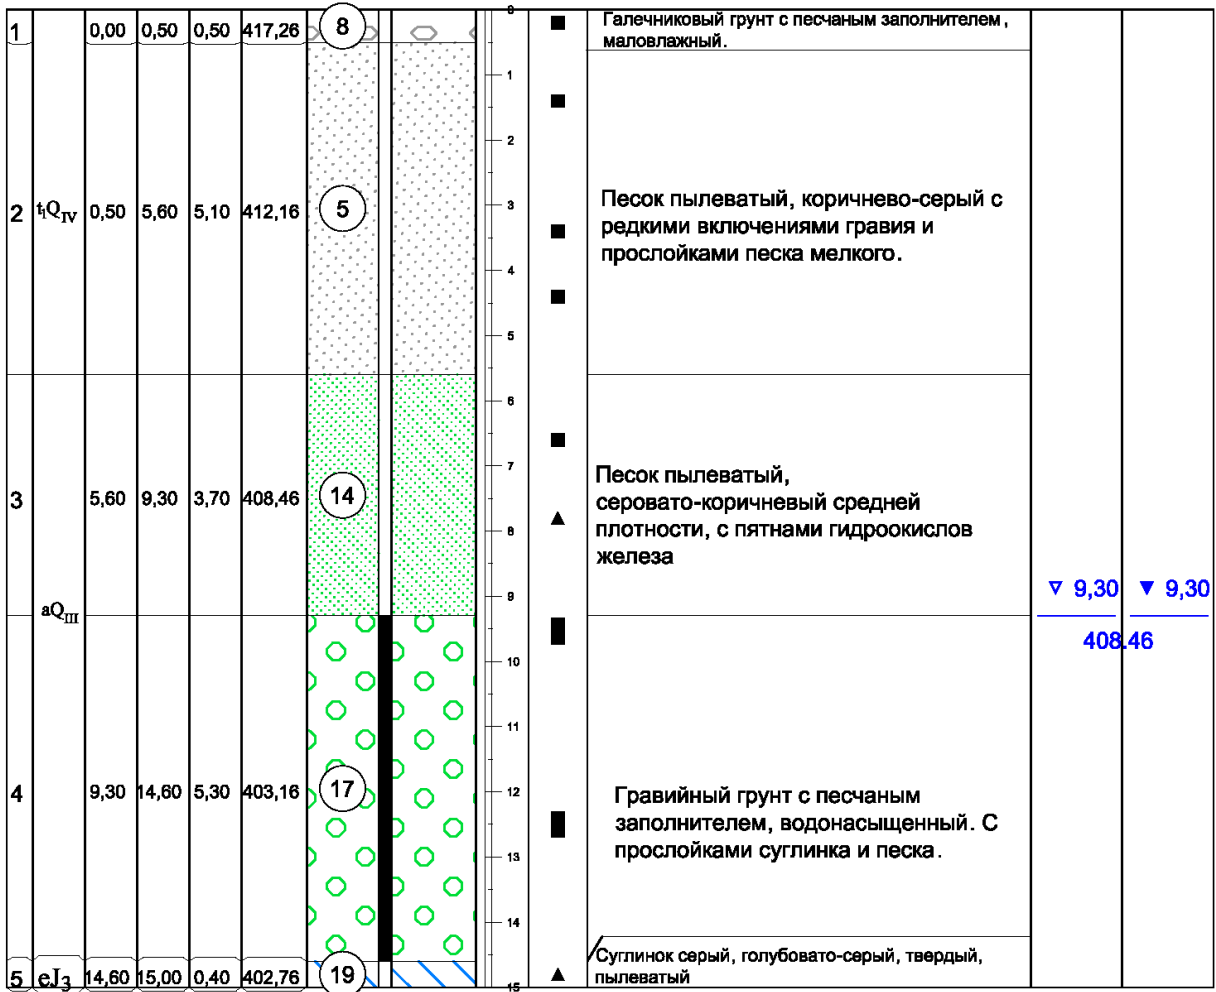 1 0,00 0,50 0,50 417,26 8 0 Галечниковый грунт с песчаным заполнителем,
маловлажный.
1
2
2 tıQIV 0,50 5,60 5,10 412,16 5 3 Песок пылеватый, коричнево-серый с
редкими включениями гравия и
прослойками песка мелкого.
4
5
6
7
3 5,60 9,30 3,70 408,46 14 Песок пылеватый,
серовато-коричневый средней
8 плотности, с пятнами гидроокислов
железа
9 ▽ 9,30 ▼ 9,30
aQIII
408.46
10
11
4 9,30 14,60 5,30 403,16 17 12 Гравийный грунт с песчаным
заполнителем, водонасыщенный. С
прослойками суглинка и песка.
13
14
Суглинок серый, голубовато-серый, твердый,
5 eJ3 14,60 15,00 0,40 402,76 19 пылеватый
15